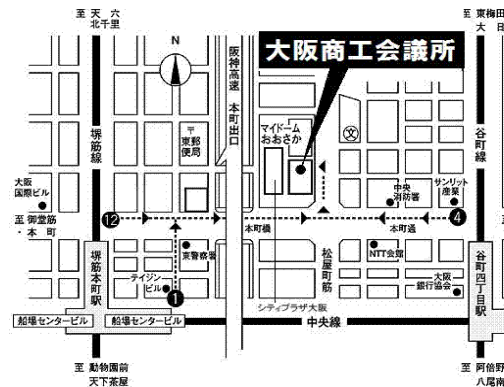 至 天 六
北千里
至 東梅田
大 日
N
阪神高速 本町出口
大阪商工会議所
堺筋線
谷町線
〒
東郵
便局
マイドーム
おおさか
文
大阪
国際ビル
中央
消防署
サンリット
産業
至 御堂筋
・本 町
12
4
本町橋
本町通
東警察署
NTT会館
松屋町筋
堺筋本町駅
テイジン
ビル
1
大阪
銀行協会
谷町四丁目駅
シティプラザ大阪
船場センタービル
船場センタービル
中央線
至 動物園前
天下茶屋
至 阿倍野
八尾南